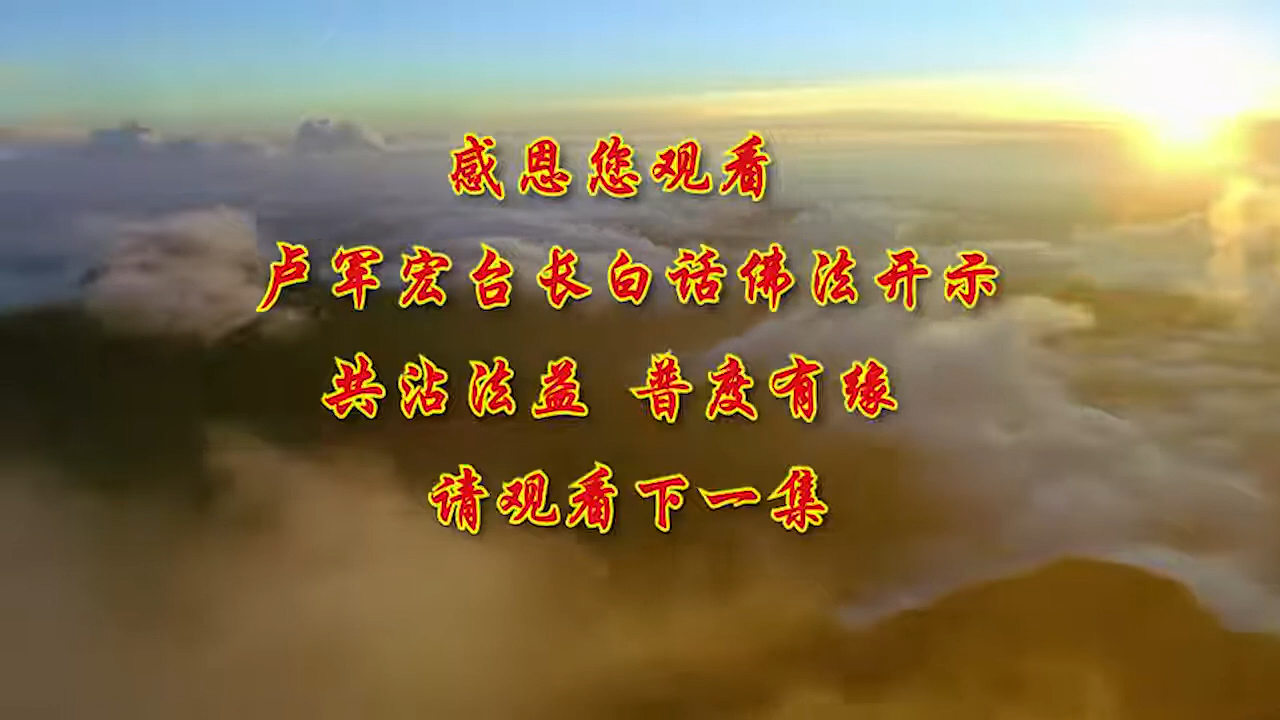 感恩您观看
卢军宏台长白话佛法开示
共沾法益 普度有缘
请观看下一集